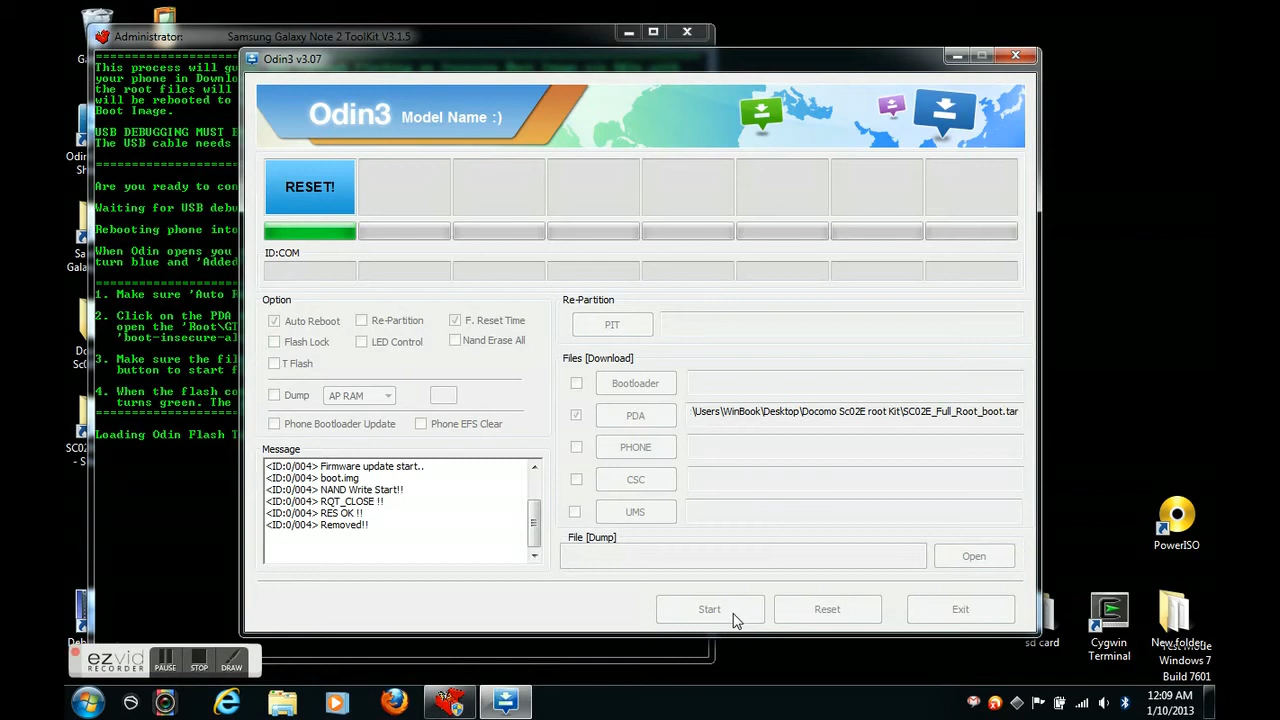 Administrator: Samsung Galaxy Note 2 ToolKit V3.1.5
This process will gu
your phone in Downlo
the root files will
will be rebooted to
Boot Image.
USB DEBUGGING MUST B
The USB cable needs
Are you ready to con
Waiting for USB debu
Rebooting phone into
When Odin opens you
turn blue and 'Added
1. Make sure 'Auto R
2. Click on the PDA
open the 'Root\GT
'boot-insecure-al
3. Make sure the fil
button to start f
4. When the flash co
turns green. The
Loading Odin Flash T
Odin3 v3.07
Odin3 Model Name :)
RESET!
ID:COM
Option
Auto Reboot
Re-Partition
F. Reset Time
Flash Lock
LED Control
Nand Erase All
T Flash
Dump
AP RAM
Phone Bootloader Update
Phone EFS Clear
Message
<ID:0/004> Firmware update start..
<ID:0/004> boot.img
<ID:0/004> NAND Write Start!!
<ID:0/004> RQT_CLOSE !!
<ID:0/004> RES OK !!
<ID:0/004> Removed!!
Re-Partition
PIT
Files [Download]
Bootloader
PDA
:\Users\WinBook\Desktop\Docomo Sc02E root Kit\SC02E_Full_Root_boot.tar
PHONE
CSC
UMS
File [Dump]
Open
Start
Reset
Exit
PowerISO
sd card
Cygwin
Terminal
New folder
Test Mode
Windows 7
Build 7601
ezvid
RECORDER
PAUSE
STOP
DRAW
12:09 AM
1/10/2013